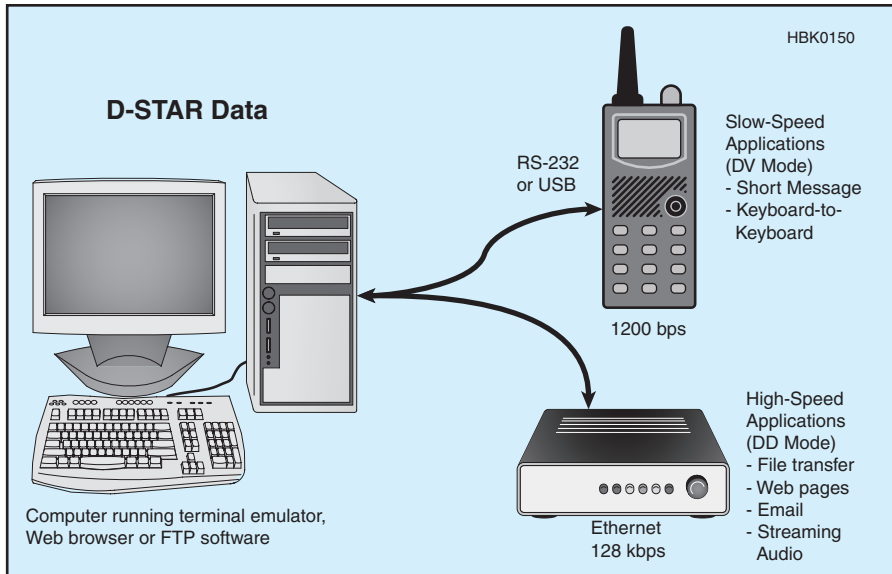 HBK0150
D-STAR Data
RS-232
or USB
Slow-Speed
Applications
(DV Mode)
- Short Message
- Keyboard-to-
Keyboard
1200 bps
High-Speed
Applications
(DD Mode)
- File transfer
- Web pages
- Email
- Streaming
Audio
Ethernet
128 kbps
Computer running terminal emulator,
Web browser or FTP software